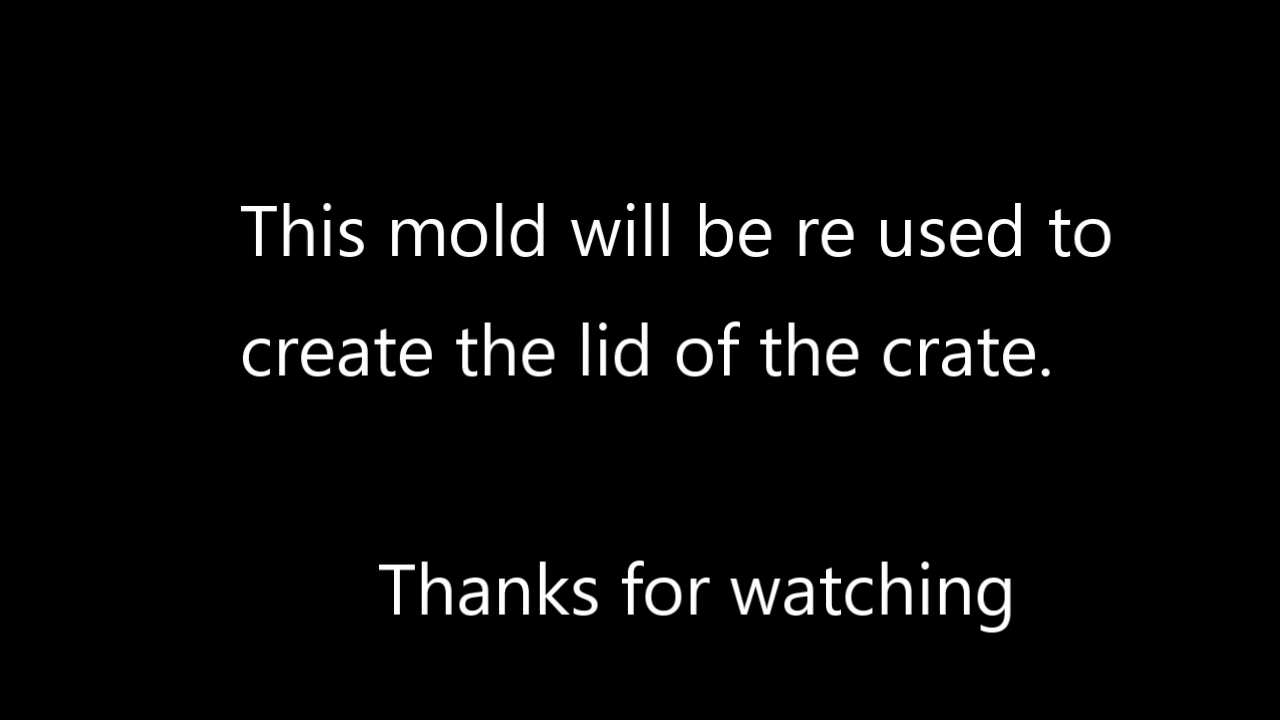 This mold will be re used to
create the lid of the crate.
Thanks for watching